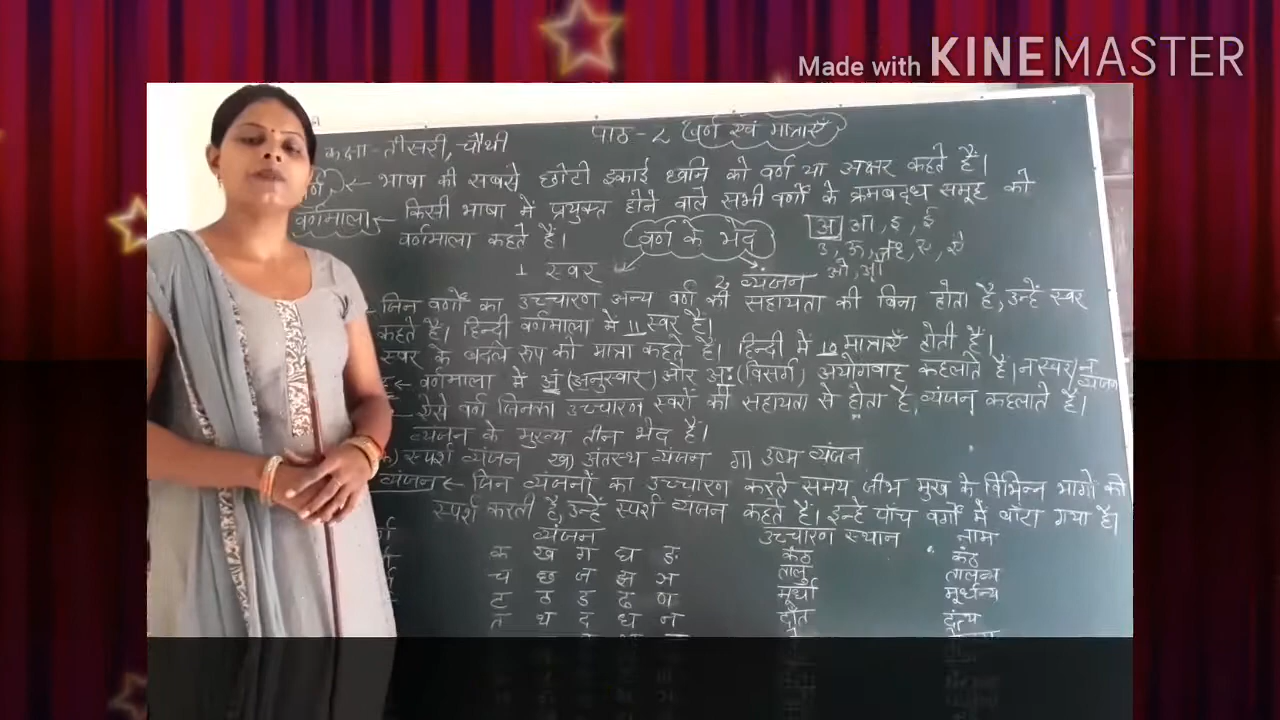 Made with KINEMASTER
कक्षा - तीसरी, चौथी
पाठ - 2 (वर्ण एवं मात्राएँ)
← भाषा की सबसे छोटी इकाई ध्वनि को वर्ण या अक्षर कहते हैं।
वर्णमाला ← किसी भाषा में प्रयुक्त होने वाले सभी वर्णों के क्रमबद्ध समूह को
वर्णमाला कहते हैं।
वर्ण के भेद
अ आ, इ, ई
उ, ऊ, ऋ, ए, ऐ
ओ, औ
1 स्वर
2. व्यंजन
जिन वर्णों का उच्चारण अन्य वर्ण की सहायता की बिना होता है, उन्हें स्वर
कहते हैं। हिन्दी वर्णमाला में 11 स्वर हैं।
स्वर के बदले रूप को मात्रा कहते हैं। हिन्दी में 10 मात्राएँ होती हैं।
← वर्णमाला में अं (अनुस्वार) और अः (विसर्ग) अयोगवाह कहलाते हैं। न स्वर/न व्यंजन
ऐसे वर्ण जिनका उच्चारण स्वरों की सहायता से होता है, व्यंजन कहलाते हैं।
व्यंजन के मुख्य तीन भेद हैं।
क) स्पर्श व्यंजन ख) अंतस्थ व्यंजन ग) ऊष्म व्यंजन
व्यंजन ← जिन व्यंजनों का उच्चारण करते समय जीभ मुख के विभिन्न भागों को
स्पर्श करती है, उन्हें स्पर्श व्यंजन कहते हैं। इन्हें पाँच वर्गों में बाँटा गया है।
व्यंजन उच्चारण स्थान नाम
क ख ग घ ङ कंठ कंठ
च छ ज झ ञ तालु तालव्य
ट ठ ड ढ ण मूर्धा मूर्धन्य
त थ द ध न दाँत दंत्य